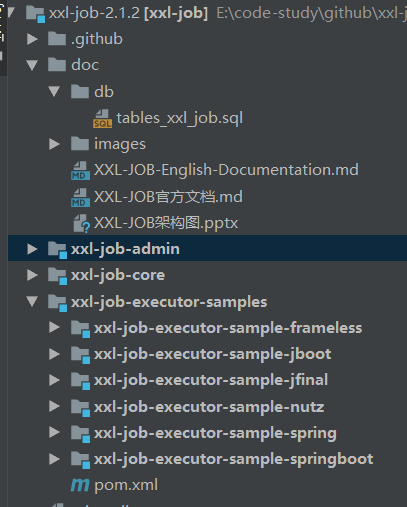 xxl-job-2.1.2 [xxl-job] E:\code-study\github\xxl-j
.github
doc
db
tables_xxl_job.sql
images
XXL-JOB-English-Documentation.md
XXL-JOB官方文档.md
XXL-JOB架构图.pptx
xxl-job-admin
xxl-job-core
xxl-job-executor-samples
xxl-job-executor-sample-frameless
xxl-job-executor-sample-jboot
xxl-job-executor-sample-jfinal
xxl-job-executor-sample-nutz
xxl-job-executor-sample-spring
xxl-job-executor-sample-springboot
pom.xml